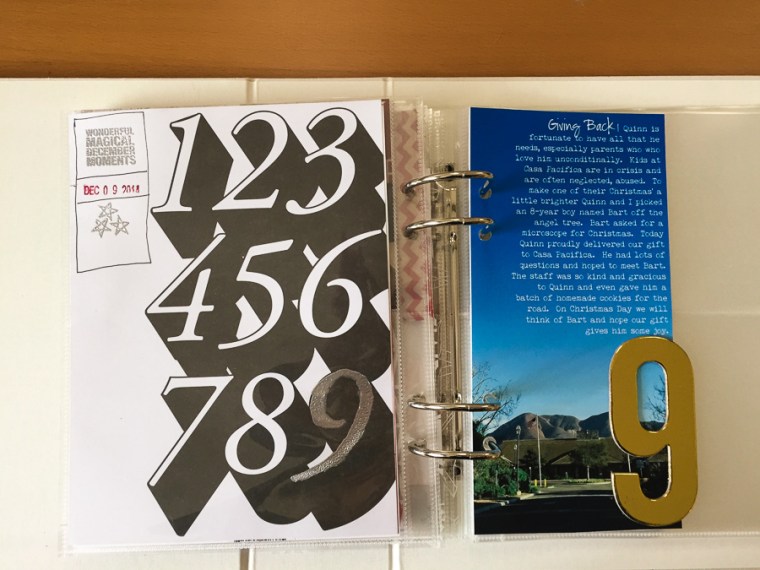 WONDERFUL
MAGICAL
DECEMBER
MOMENTS
DEC 0 9 2014
123
456
789
Giving Back | Quinn is
fortunate to have all that he
needs, especially parents who who
love him unconditinally. Kids at
Casa Pacifica are in crisis and
are often neglected, abused. To
make one of their Christmas' a
little brighter Quinn and I picked
an 8-year boy named Bart off the
angel tree. Bart asked for a
microscope for Christmas. Today
Quinn proudly delivered our gift
to Casa Pacifica. He had lots of
questions and hoped to meet Bart.
The staff was so kind and gracious
to Quinn and even gave him a
batch of homemade cookies for the
road. On Christmas Day we will
think of Bart and hope our gift
gives him some joy.
9